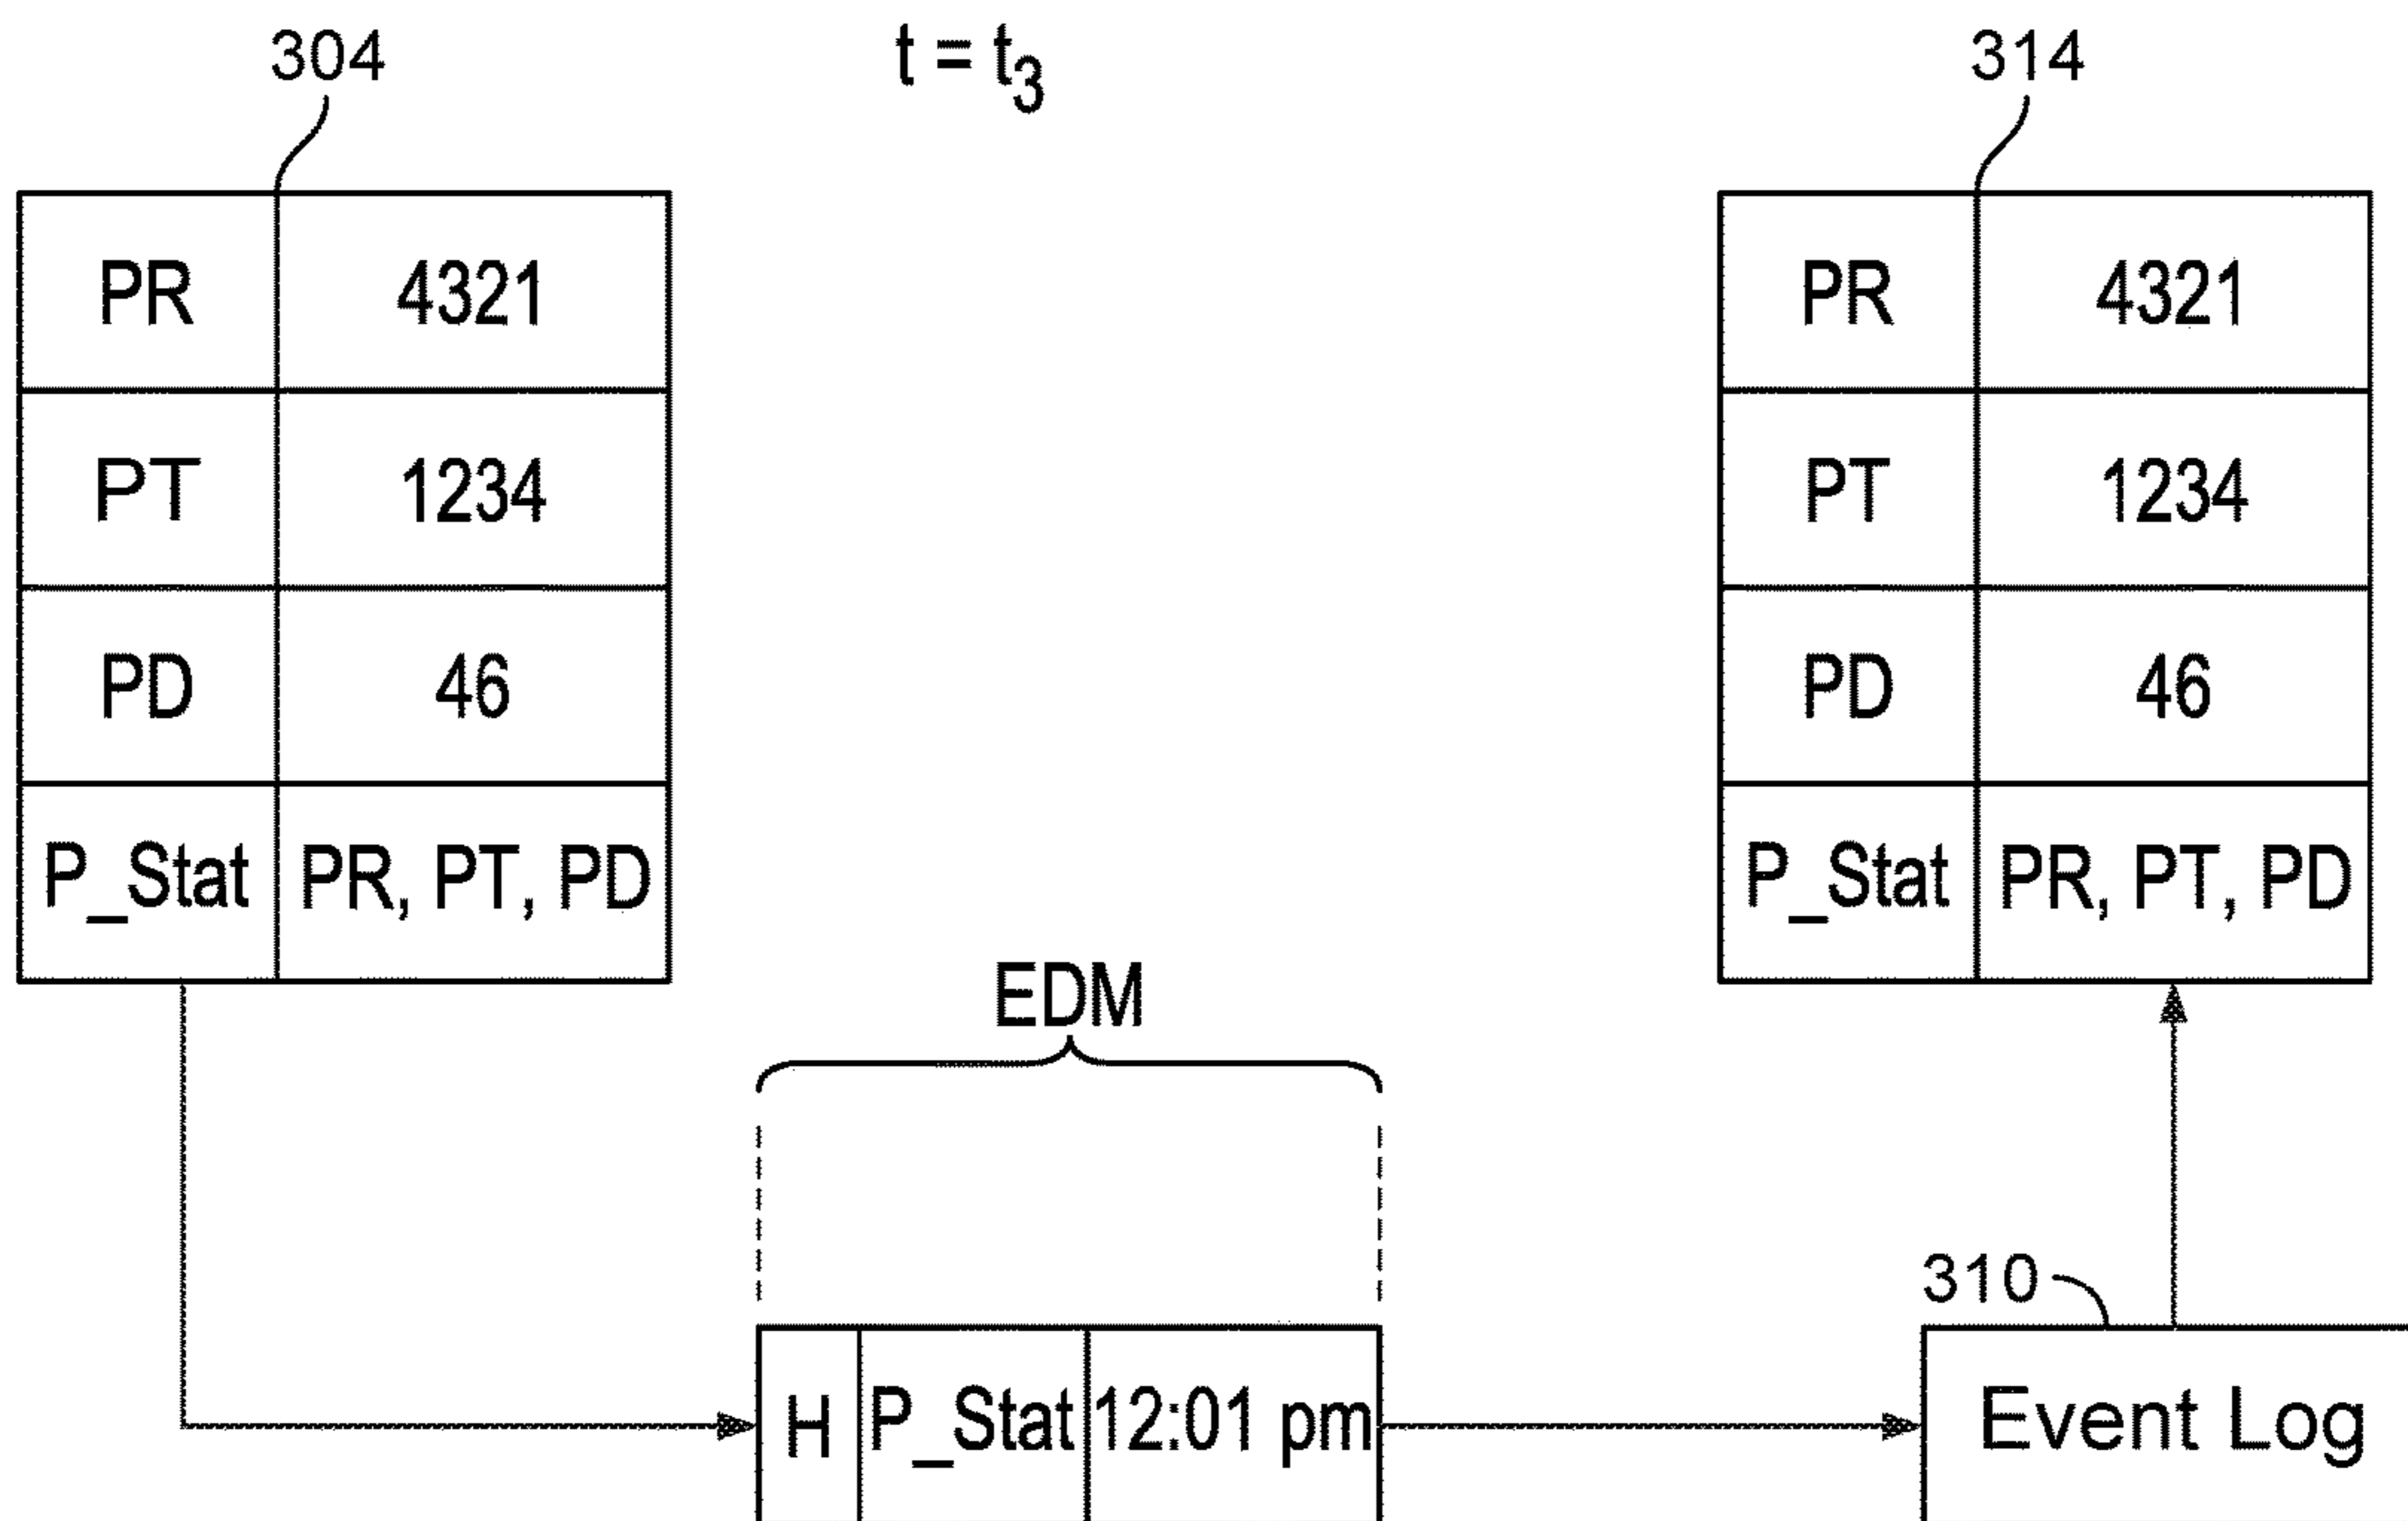 304
t = t3
314
PR 4321
PT 1234
PD 46
P_Stat PR, PT, PD
PR 4321
PT 1234
PD 46
P_Stat PR, PT, PD
EDM
310
H P_Stat 12:01 pm
Event Log